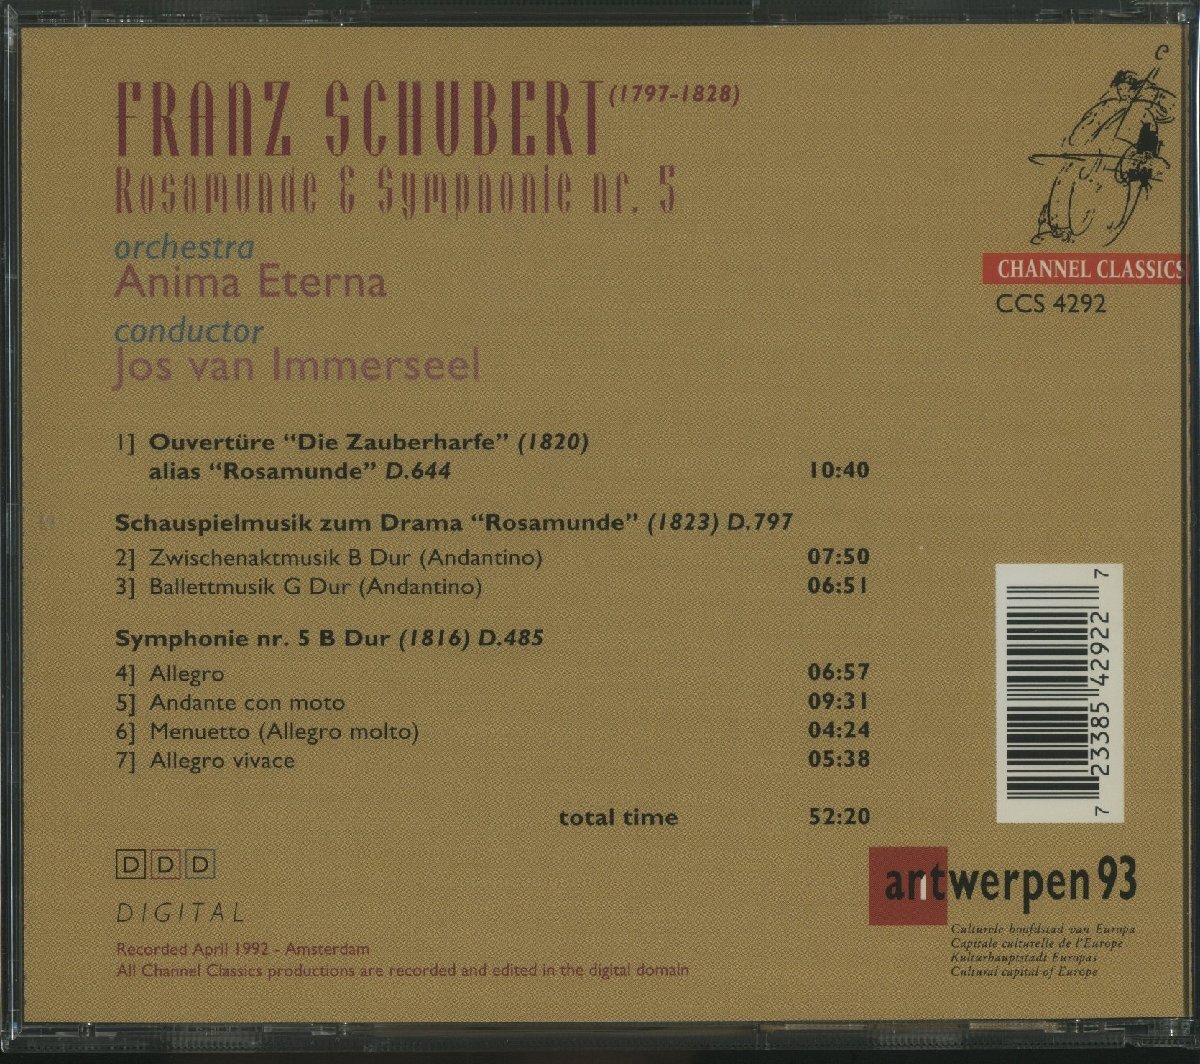 FRANZ SCHUBERT (1797-1828)
Rosamunde & Symphonie nr. 5
orchestra
Anima Eterna
conductor
Jos van Immerseel
C
CHANNEL CLASSICS
CCS 4292
1] Ouvertüre “Die Zauberharfe” (1820)
alias “Rosamunde” D.644 10:40
Schauspielmusik zum Drama “Rosamunde” (1823) D.797
2] Zwischenaktmusik B Dur (Andantino) 07:50
3] Ballettmusik G Dur (Andantino) 06:51
Symphonie nr. 5 B Dur (1816) D.485
4] Allegro 06:57
5] Andante con moto 09:31
6] Menuetto (Allegro molto) 04:24
7] Allegro vivace 05:38
total time 52:20
7 23385 42922 7
D D D
DIGITAL
Recorded April 1992 - Amsterdam
All Channel Classics productions are recorded and edited in the digital domain
antwerpen 93
Culturele hoofdstad van Europa
Capitale culturelle de l'Europe
Kulturhauptstadt Europas
Cultural capital of Europe